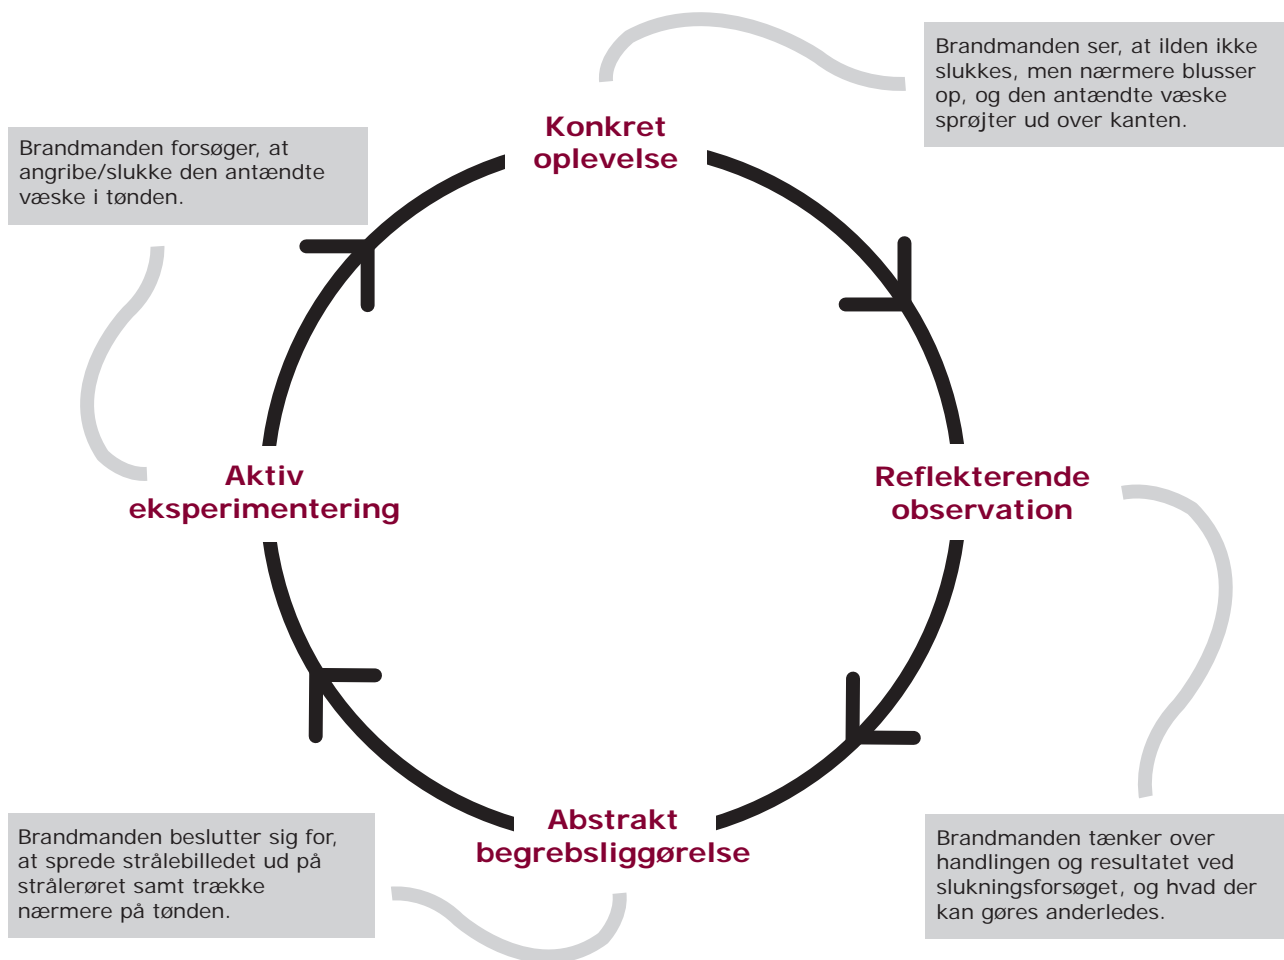 Brandmanden ser, at ilden ikke
slukkes, men nærmere blusser
op, og den antændte væske
sprøjter ud over kanten.
Konkret
oplevelse
Brandmanden forsøger, at
angribe/slukke den antændte
væske i tønden.
Aktiv
eksperimentering
Reflekterende
observation
Abstrakt
begrebsliggørelse
Brandmanden beslutter sig for,
at sprede strålebilledet ud på
strålerøret samt trække
nærmere på tønden.
Brandmanden tænker over
handlingen og resultatet ved
slukningsforsøget, og hvad der
kan gøres anderledes.